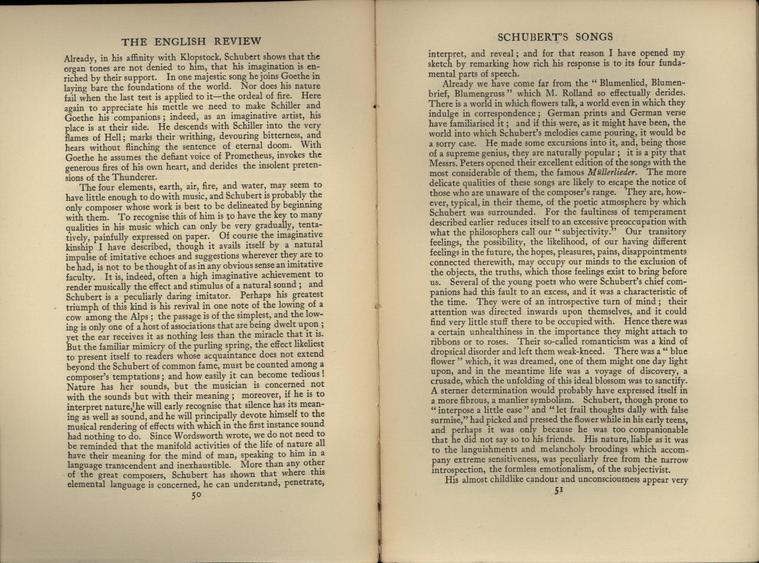 THE ENGLISH REVIEW
Already, in his affinity with Klopstock, Schubert shows that the
organ tones are not denied to him, that his imagination is en-
riched by their support. In one majestic song he joins Goethe in
laying bare the foundations of the world. Nor does his nature
fail when the last test is applied to it—the ordeal of fire. Here
again to appreciate his mettle we need to make Schiller and
Goethe his companions; indeed, as an imaginative artist, his
place is at their side. He descends with Schiller into the very
flames of Hell; marks their writhing, devouring bitterness, and
hears without flinching the sentence of eternal doom. With
Goethe he assumes the defiant voice of Prometheus, invokes the
generous fires of his own heart, and derides the insolent preten-
sions of the Thunderer.
The four elements, earth, air, fire, and water, may seem to
have little enough to do with music, and Schubert is probably the
only composer whose work is best to be delineated by beginning
with them. To recognise this of him is to have the key to many
qualities in his music which can only be very gradually, tenta-
tively, painfully expressed on paper. Of course the imaginative
kinship I have described, though it avails itself by a natural
impulse of imitative echoes and suggestions wherever they are to
be had, is not to be thought of as in any obvious sense an imitative
faculty. It is, indeed, often a high imaginative achievement to
render musically the effect and stimulus of a natural sound; and
Schubert is a peculiarly daring imitator. Perhaps his greatest
triumph of this kind is his revival in one note of the lowing of a
cow among the Alps; the passage is of the simplest, and the low-
ing is only one of a host of associations that are being dwelt upon;
yet the ear receives it as nothing less than the miracle that it is.
But the familiar mimicry of the purling spring, the effect likeliest
to present itself to readers whose acquaintance does not extend
beyond the Schubert of common fame, must be counted among a
composer's temptations; and how easily it can become tedious!
Nature has her sounds, but the musician is concerned not
with the sounds but with their meaning; moreover, if he is to
interpret nature, he will early recognise that silence has its mean-
ing as well as sound, and he will principally devote himself to the
musical rendering of effects with which in the first instance sound
had nothing to do. Since Wordsworth wrote, we do not need to
be reminded that the manifold activities of the life of nature all
have their meaning for the mind of man, speaking to him in a
language transcendent and inexhaustible. More than any other
of the great composers, Schubert has shown that where this
elemental language is concerned, he can understand, penetrate,
50
SCHUBERT'S SONGS
interpret, and reveal; and for that reason I have opened my
sketch by remarking how rich his response is to its four funda-
mental parts of speech.
Already we have come far from the "Blumenlied, Blumen-
brief, Blumengruss" which M. Rolland so effectually derides.
There is a world in which flowers talk, a world even in which they
indulge in correspondence; German prints and German verse
have familiarised it; and if this were, as it might have been, the
world into which Schubert's melodies came pouring, it would be
a sorry case. He made some excursions into it, and, being those
of a supreme genius, they are naturally popular; it is a pity that
Messrs. Peters opened their excellent edition of the songs with the
most considerable of them, the famous Müllerlieder. The more
delicate qualities of these songs are likely to escape the notice of
those who are unaware of the composer's range. They are, how-
ever, typical, in their theme, of the poetic atmosphere by which
Schubert was surrounded. For the faultiness of temperament
described earlier reduces itself to an excessive preoccupation with
what the philosophers call our "subjectivity." Our transitory
feelings, the possibility, the likelihood, of our having different
feelings in the future, the hopes, pleasures, pains, disappointments
connected therewith, may occupy our minds to the exclusion of
the objects, the truths, which those feelings exist to bring before
us. Several of the young poets who were Schubert's chief com-
panions had this fault to an excess, and it was a characteristic of
the time. They were of an introspective turn of mind; their
attention was directed inwards upon themselves, and it could
find very little stuff there to be occupied with. Hence there was
a certain unhealthiness in the importance they might attach to
ribbons or to roses. Their so-called romanticism was a kind of
dropsical disorder and left them weak-kneed. There was a "blue
flower" which, it was dreamed, one of them might one day light
upon, and in the meantime life was a voyage of discovery, a
crusade, which the unfolding of this ideal blossom was to sanctify.
A sterner determination would probably have expressed itself in
a more fibrous, a manlier symbolism. Schubert, though prone to
"interpose a little ease" and "let frail thoughts dally with false
surmise," had picked and pressed the flower while in his early teens,
and perhaps it was only because he was too companionable
that he did not say so to his friends. His nature, liable as it was
to the languishments and melancholy broodings which accom-
pany extreme sensitiveness, was peculiarly free from the narrow
introspection, the formless emotionalism, of the subjectivist.
His almost childlike candour and unconsciousness appear very
51